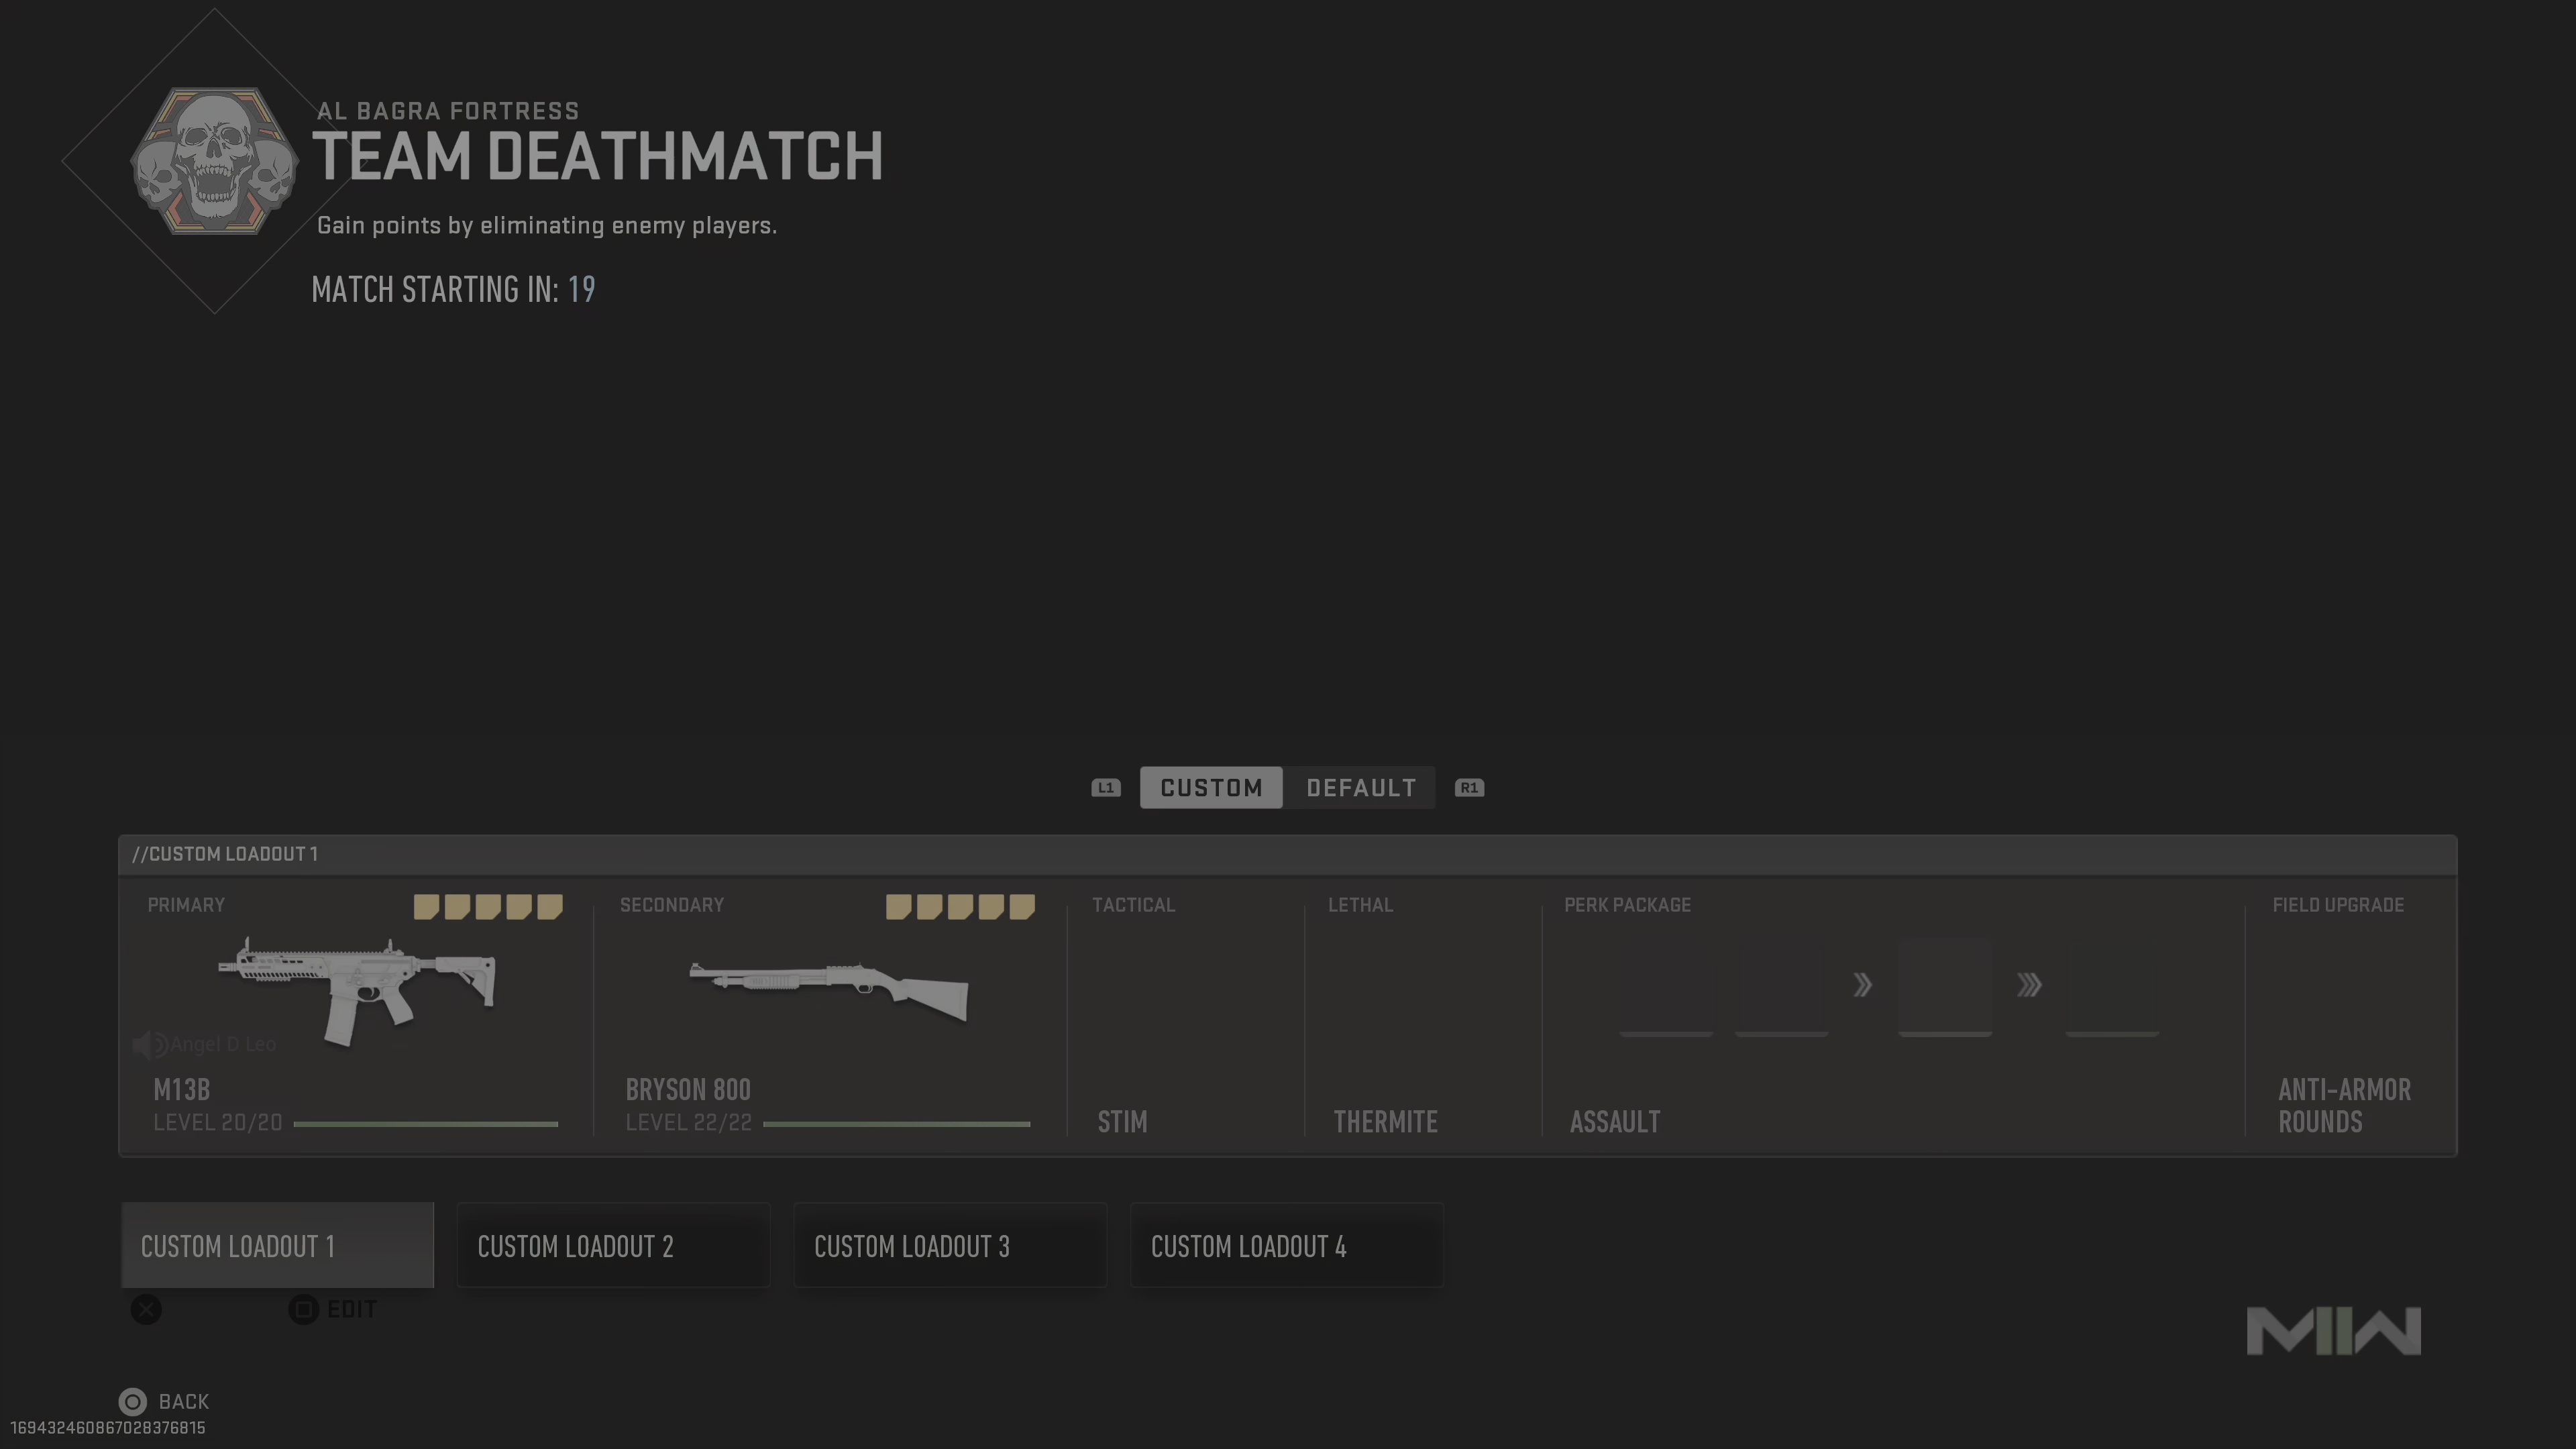 AL BAGRA FORTRESS
TEAM DEATHMATCH
Gain points by eliminating enemy players.
MATCH STARTING IN: 19
L1 CUSTOM DEFAULT R1
//CUSTOM LOADOUT 1
PRIMARY SECONDARY TACTICAL LETHAL PERK PACKAGE FIELD UPGRADE
Angel D Leo
M13B BRYSON 800 ANTI-ARMOR
LEVEL 20/20 LEVEL 22/22 STIM THERMITE ASSAULT ROUNDS
CUSTOM LOADOUT 1 CUSTOM LOADOUT 2 CUSTOM LOADOUT 3 CUSTOM LOADOUT 4
EDIT
MIIW
BACK
169432460867028376815